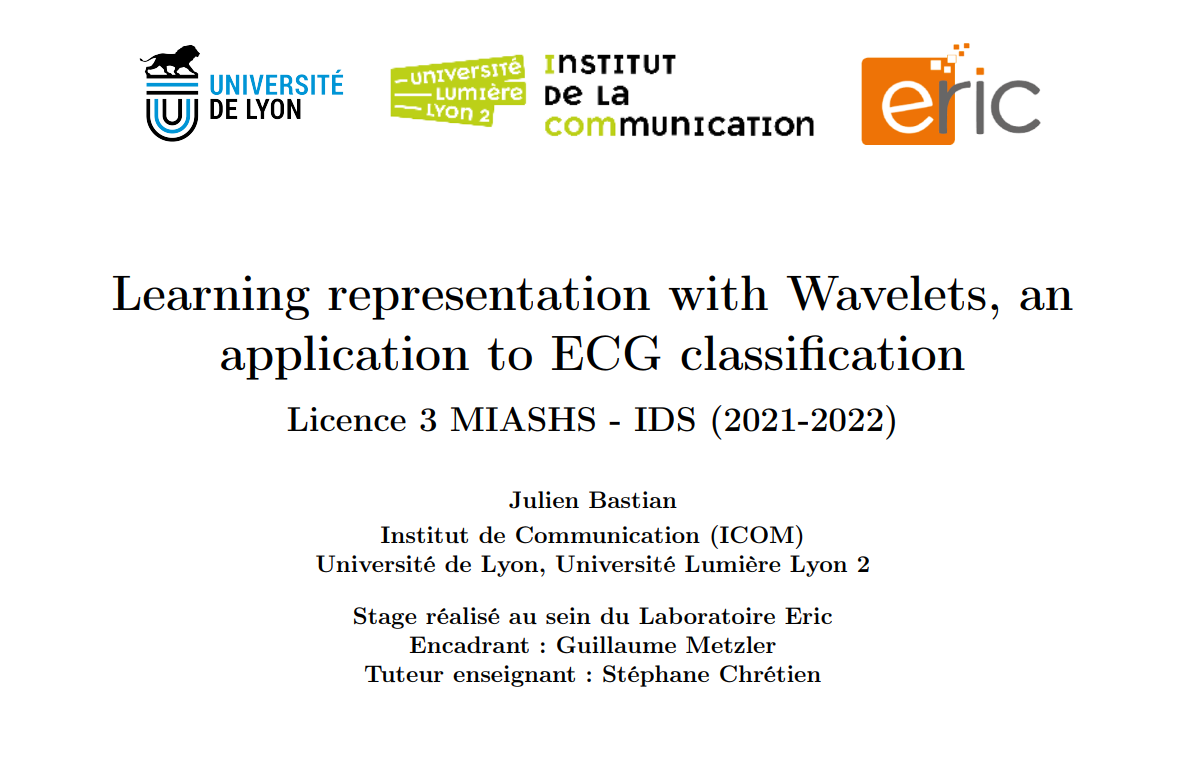 UNIVERSITÉ
DE LYON
UNIVERSITÉ
LUMIÈRE
LYON 2
INSTITUT
DE LA
COMMUNICATION
eric
Learning representation with Wavelets, an
application to ECG classification
Licence 3 MIASHS - IDS (2021-2022)
Julien Bastian
Institut de Communication (ICOM)
Université de Lyon, Université Lumière Lyon 2
Stage réalisé au sein du Laboratoire Eric
Encadrant : Guillaume Metzler
Tuteur enseignant : Stéphane Chrétien